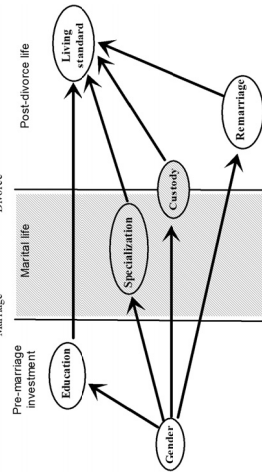 Marriage
Divorce
Pre-marriage
investment
Marital life
Post-divorce life
Education
Living
standard
Specialization
Custody
Gender
Remarriage